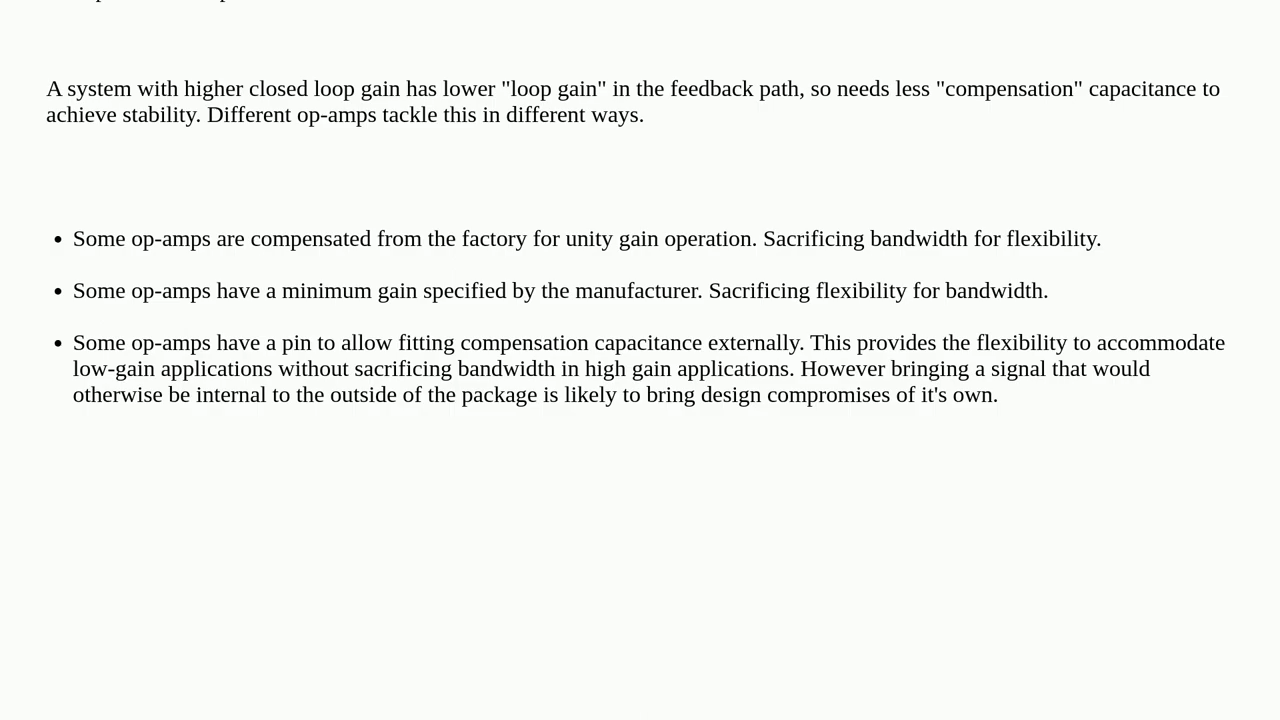 A system with higher closed loop gain has lower "loop gain" in the feedback path, so needs less "compensation" capacitance to
achieve stability. Different op-amps tackle this in different ways.
• Some op-amps are compensated from the factory for unity gain operation. Sacrificing bandwidth for flexibility.
• Some op-amps have a minimum gain specified by the manufacturer. Sacrificing flexibility for bandwidth.
• Some op-amps have a pin to allow fitting compensation capacitance externally. This provides the flexibility to accommodate
low-gain applications without sacrificing bandwidth in high gain applications. However bringing a signal that would
otherwise be internal to the outside of the package is likely to bring design compromises of it's own.